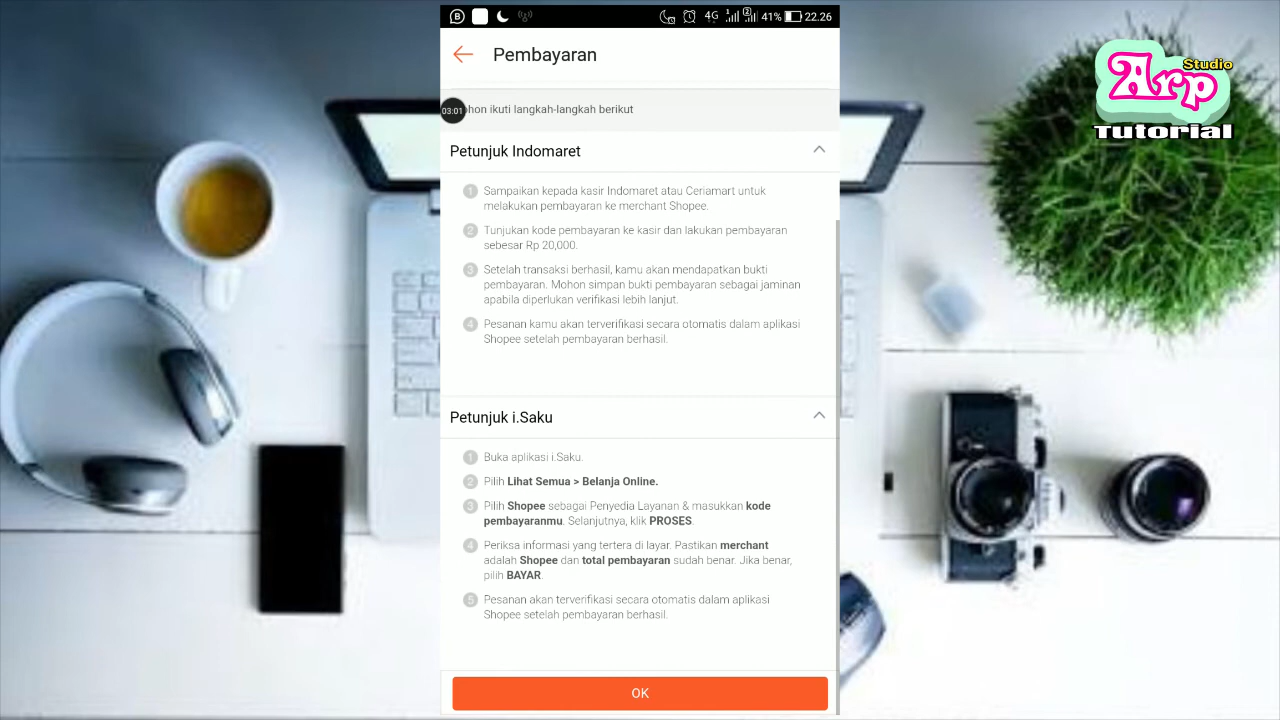 B
4G
1
2
41%
22.26
Pembayaran
03:01
hon ikuti langkah-langkah berikut
Petunjuk Indomaret
1 Sampaikan kepada kasir Indomaret atau Ceriamart untuk
melakukan pembayaran ke merchant Shopee.
2 Tunjukan kode pembayaran ke kasir dan lakukan pembayaran
sebesar Rp 20,000.
3 Setelah transaksi berhasil, kamu akan mendapatkan bukti
pembayaran. Mohon simpan bukti pembayaran sebagai jaminan
apabila diperlukan verifikasi lebih lanjut.
4 Pesanan kamu akan terverifikasi secara otomatis dalam aplikasi
Shopee setelah pembayaran berhasil.
Petunjuk i.Saku
1 Buka aplikasi i.Saku.
2 Pilih Lihat Semua > Belanja Online.
3 Pilih Shopee sebagai Penyedia Layanan & masukkan kode
pembayaranmu. Selanjutnya, klik PROSES.
4 Periksa informasi yang tertera di layar. Pastikan merchant
adalah Shopee dan total pembayaran sudah benar. Jika benar,
pilih BAYAR.
5 Pesanan akan terverifikasi secara otomatis dalam aplikasi
Shopee setelah pembayaran berhasil.
OK
Arp Studio
Tutorial